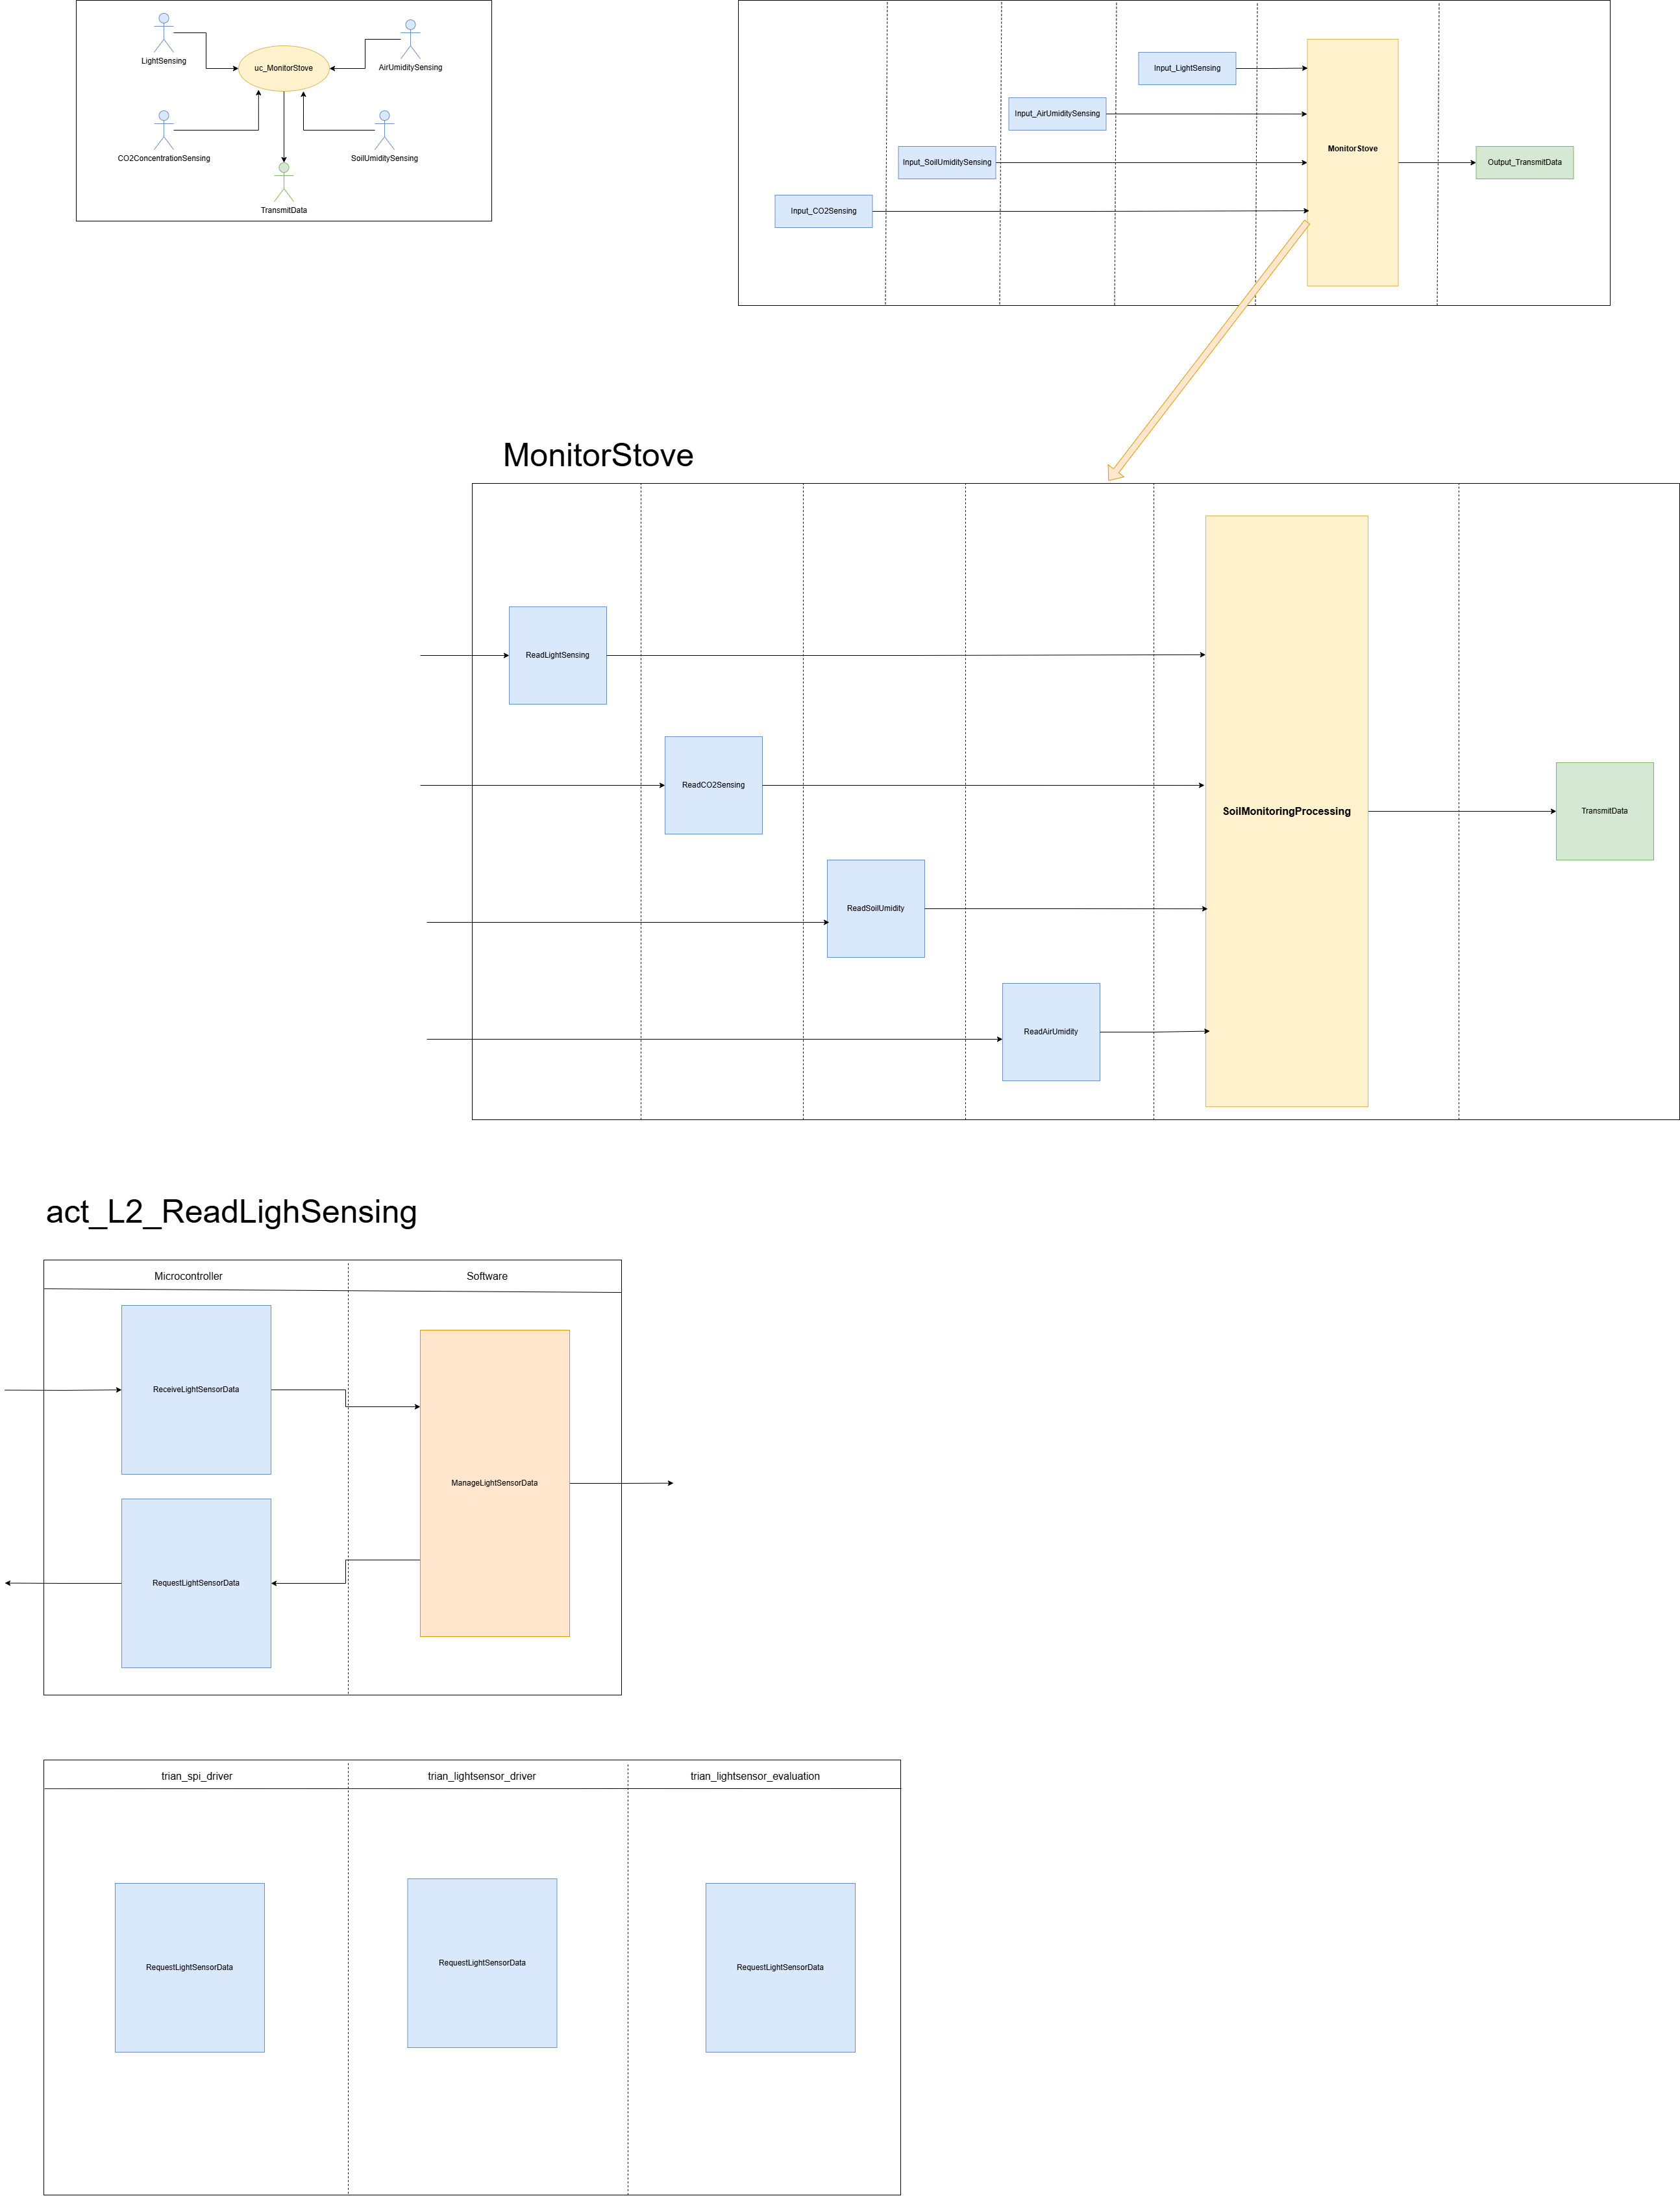 LightSensing
AirUmiditySensing
uc_MonitorStove
CO2ConcentrationSensing
SoilUmiditySensing
TransmitData
Input_LightSensing
Input_AirUmiditySensing
MonitorStove
Input_SoilUmiditySensing
Output_TransmitData
Input_CO2Sensing
MonitorStove
ReadLightSensing
ReadCO2Sensing
SoilMonitoringProcessing
TransmitData
ReadSoilUmidity
ReadAirUmidity
act_L2_ReadLighSensing
Microcontroller
Software
ReceiveLightSensorData
ManageLightSensorData
RequestLightSensorData
trian_spi_driver
trian_lightsensor_driver
trian_lightsensor_evaluation
RequestLightSensorData
RequestLightSensorData
RequestLightSensorData